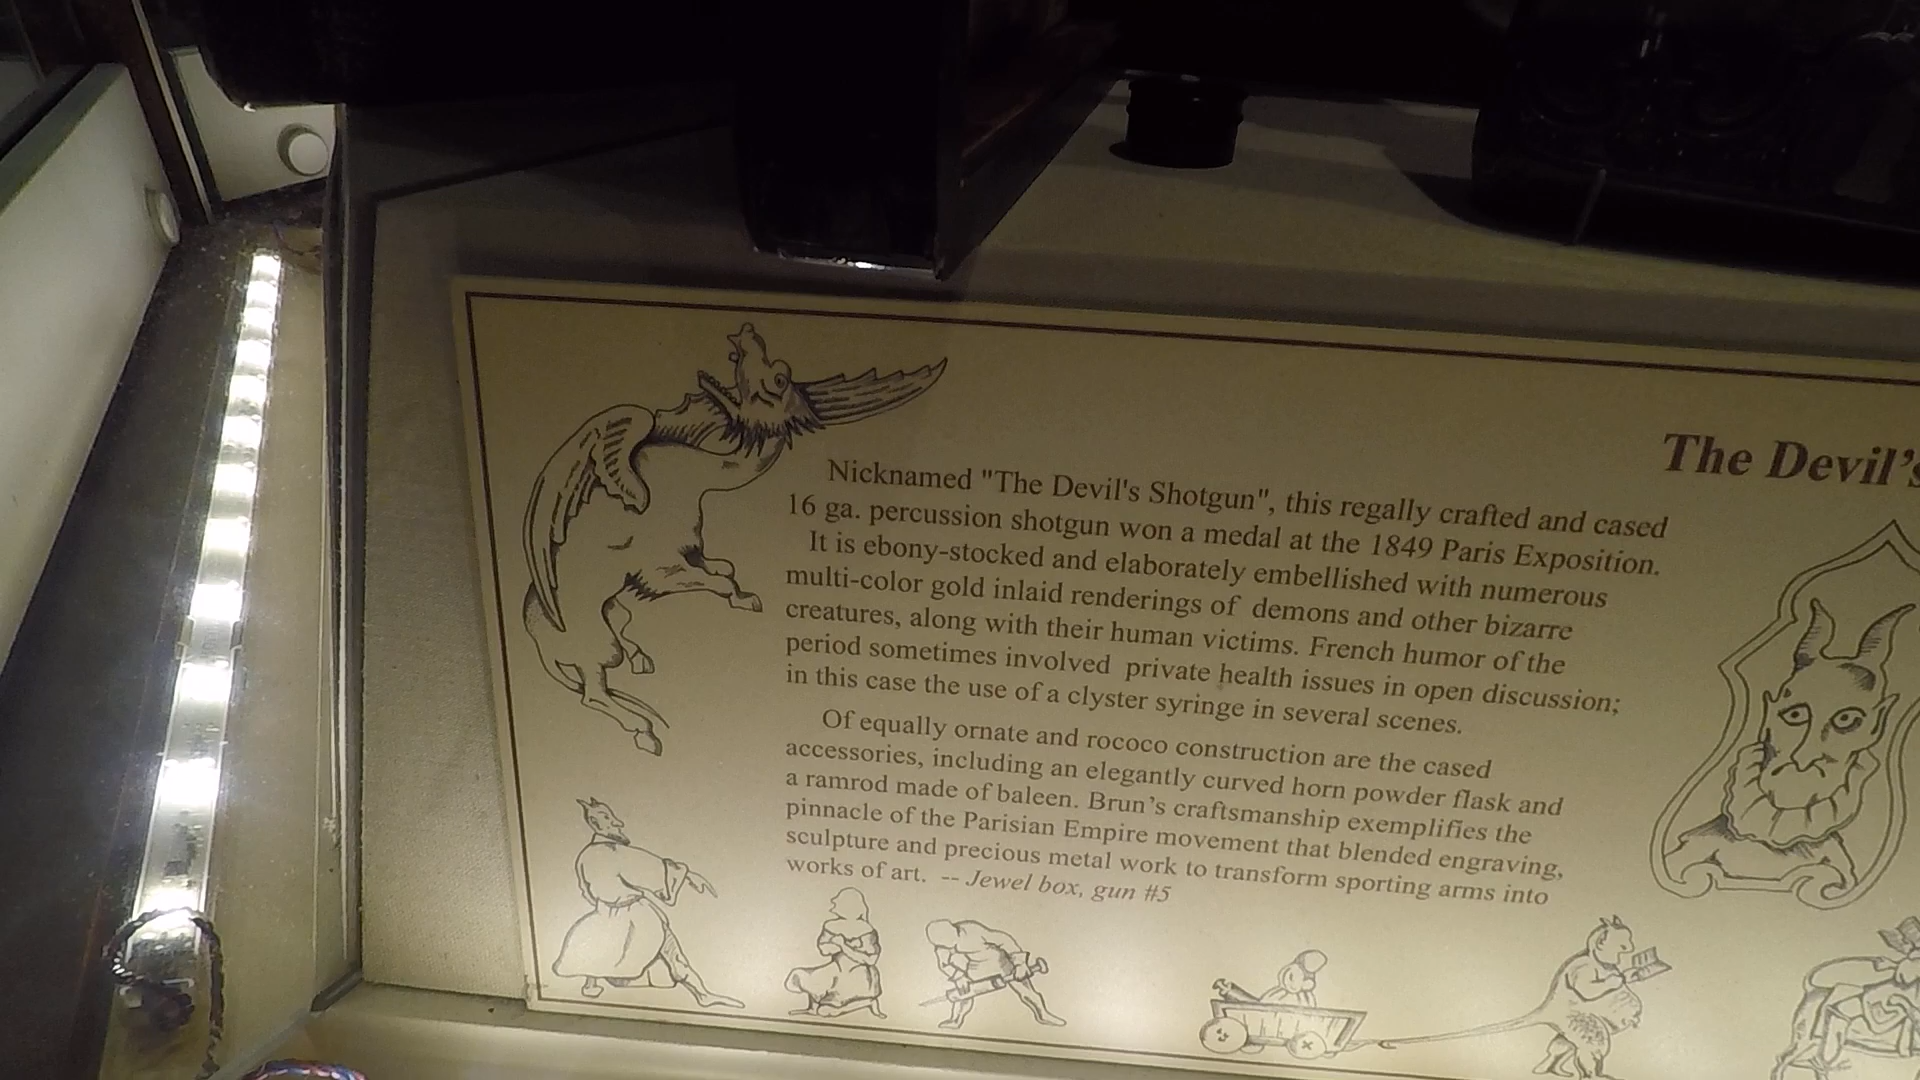 The Devil's
Nicknamed "The Devil's Shotgun", this regally crafted and cased
16 ga. percussion shotgun won a medal at the 1849 Paris Exposition.
It is ebony-stocked and elaborately embellished with numerous
multi-color gold inlaid renderings of demons and other bizarre
creatures, along with their human victims. French humor of the
period sometimes involved private health issues in open discussion;
in this case the use of a clyster syringe in several scenes.
Of equally ornate and rococo construction are the cased
accessories, including an elegantly curved horn powder flask and
a ramrod made of baleen. Brun's craftsmanship exemplifies the
pinnacle of the Parisian Empire movement that blended engraving,
sculpture and precious metal work to transform sporting arms into
works of art. -- Jewel box, gun #5